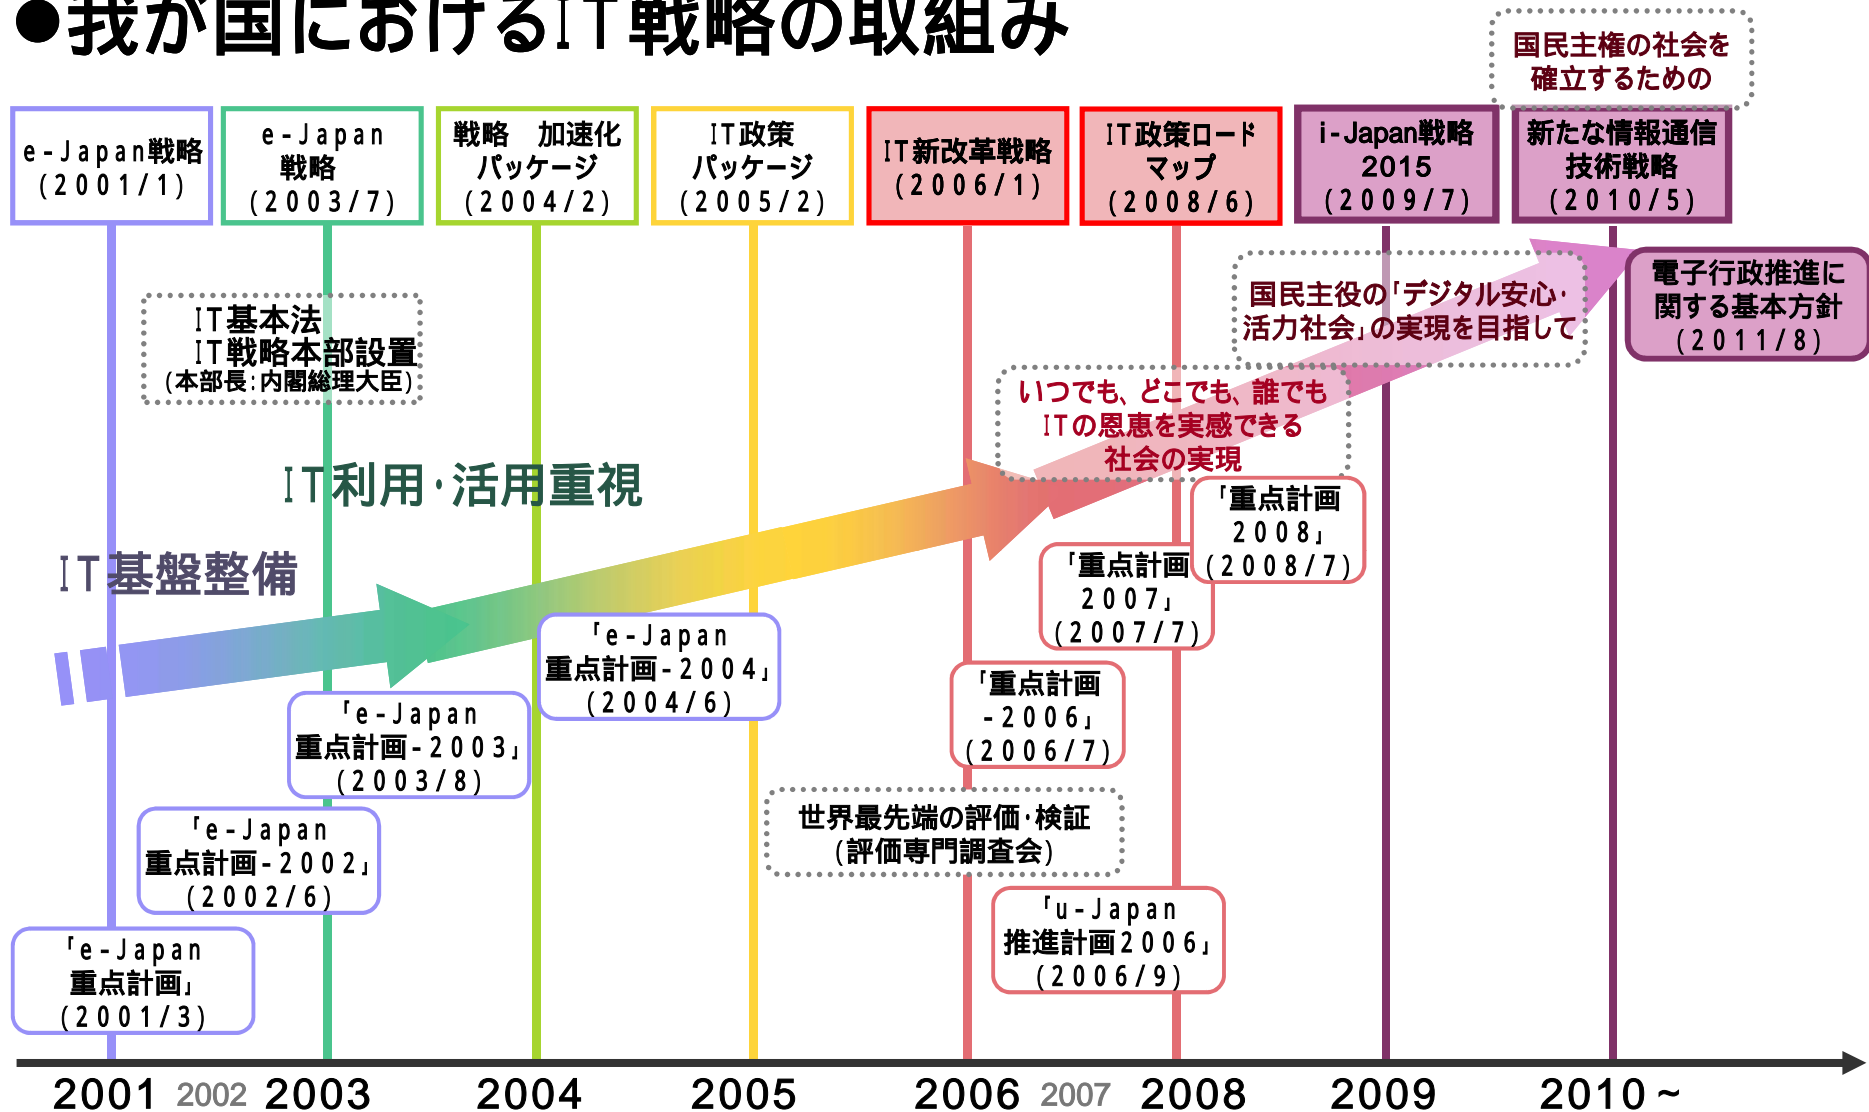 ●我が国におけるIT戦略の取組み
国民主権の社会を
確立するための
e-Japan戦略
(2001/1)
e-Japan
戦略
(2003/7)
戦略 加速化
パッケージ
(2004/2)
IT政策
パッケージ
(2005/2)
IT新改革戦略
(2006/1)
IT政策ロード
マップ
(2008/6)
i-Japan戦略
2015
(2009/7)
新たな情報通信
技術戦略
(2010/5)
電子行政推進に
関する基本方針
(2011/8)
国民主役の「デジタル安心・
活力社会」の実現を目指して
IT基本法
IT戦略本部設置
(本部長:内閣総理大臣)
いつでも、どこでも、誰でも
ITの恩恵を実感できる
社会の実現
IT利用・活用重視
IT基盤整備
「重点計画
2008」
(2008/7)
「重点計画
2007」
(2007/7)
「重点計画
-2006」
(2006/7)
「e-Japan
重点計画-2004」
(2004/6)
「e-Japan
重点計画-2003」
(2003/8)
「e-Japan
重点計画-2002」
(2002/6)
「e-Japan
重点計画」
(2001/3)
世界最先端の評価・検証
(評価専門調査会)
「u-Japan
推進計画2006」
(2006/9)
2001 2002 2003 2004 2005 2006 2007 2008 2009 2010~